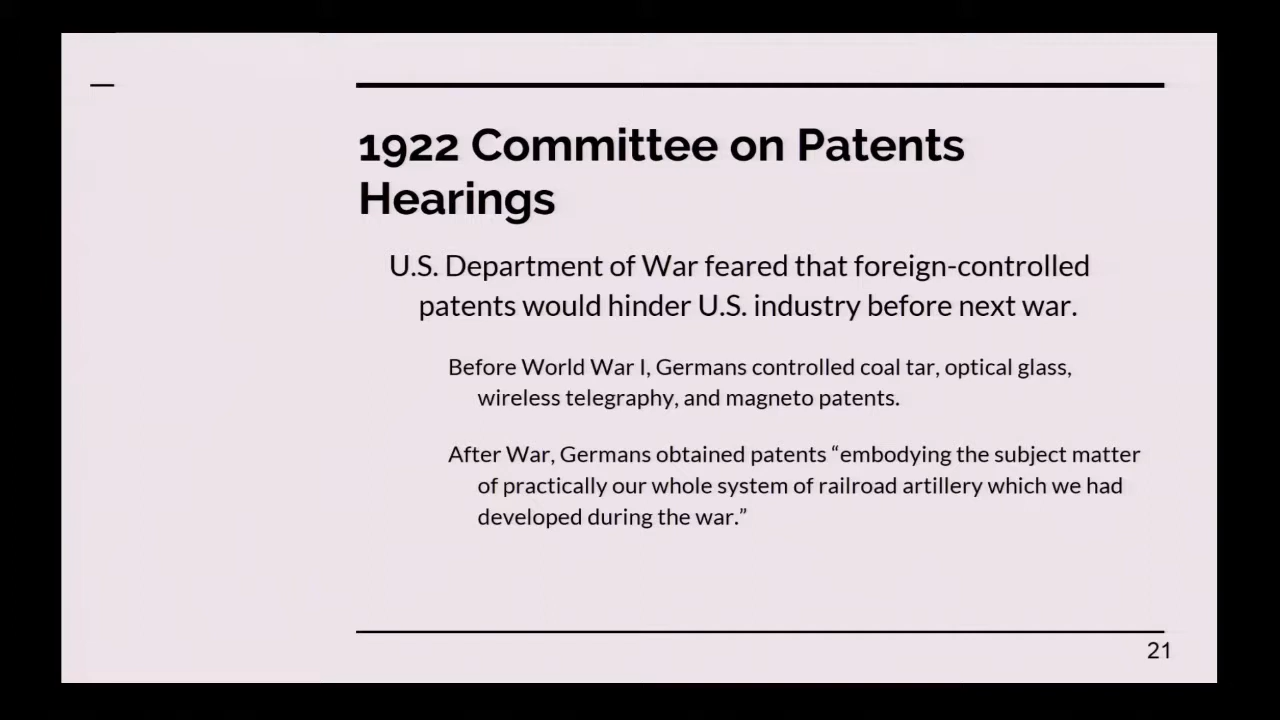 1922 Committee on Patents
Hearings
U.S. Department of War feared that foreign-controlled
patents would hinder U.S. industry before next war.
Before World War I, Germans controlled coal tar, optical glass,
wireless telegraphy, and magneto patents.
After War, Germans obtained patents “embodying the subject matter
of practically our whole system of railroad artillery which we had
developed during the war.”
21